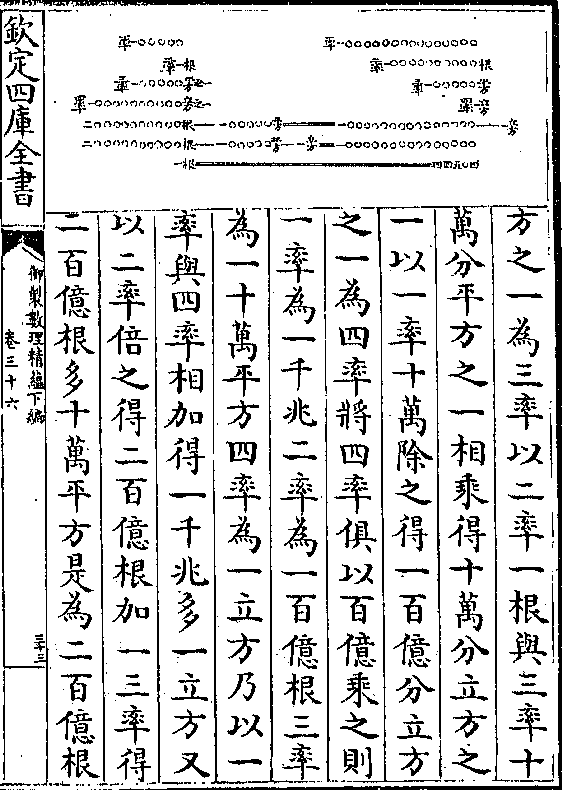 方之一為三率以二率一根與三率十
萬分平方之一相乘得十萬分立方之
一以一率十萬除之得一百億分立方
之一為四率將四率俱以百億乘之則
一率為一千兆二率為一百億根三率
為一十萬平方四率為一立方乃以一
率與四率相加得一千兆多一立方又
以二率倍之得二百億根加一三率得
二百億根多十萬平方是為二百億根
欽定四庫全書
御製數理精蘊下編
卷三十六